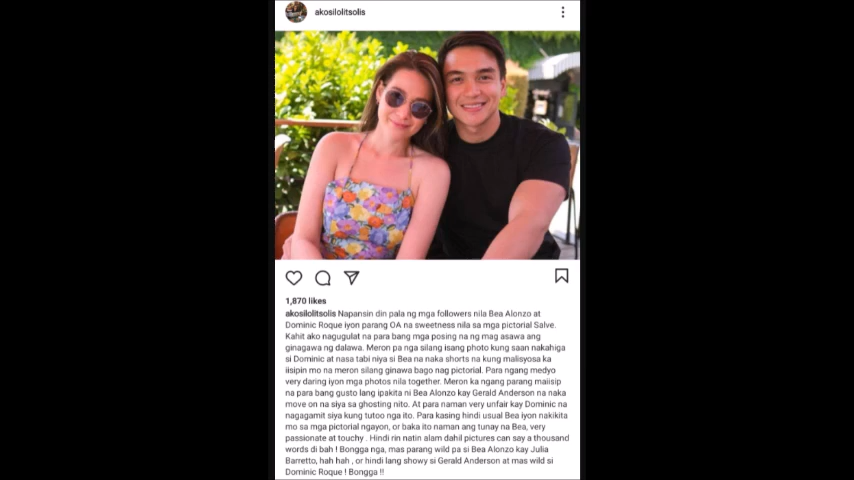 akosilolitsolis
1,870 likes
akosilolitsolis Napansin din pala ng mga followers nila Bea Alonzo at
Dominic Roque iyon parang OA na sweetness nila sa mga pictorial Salve.
Kahit ako nagugulat na para bang mga posing na ng mag asawa ang
ginagawa ng dalawa. Meron pa nga silang isang photo kung saan nakahiga
si Dominic at nasa tabi niya si Bea na naka shorts na kung malisyosa ka
iisipin mo na meron silang ginawa bago nag pictorial. Para ngang medyo
very daring iyon mga photos nila together. Meron ka ngang parang maiisip
na para bang gusto lang ipakita ni Bea Alonzo kay Gerald Anderson na naka
move on na siya sa ghosting nito. At para naman very unfair kay Dominic na
nagagamit siya kung tutoo nga ito. Para kasing hindi usual Bea iyon nakikita
mo sa mga pictorial ngayon, or baka ito naman ang tunay na Bea, very
passionate at touchy . Hindi rin natin alam dahil pictures can say a thousand
words di bah ! Bongga nga, mas parang wild pa si Bea Alonzo kay Julia
Barretto, hah hah , or hindi lang showy si Gerald Anderson at mas wild si
Dominic Roque ! Bongga !!